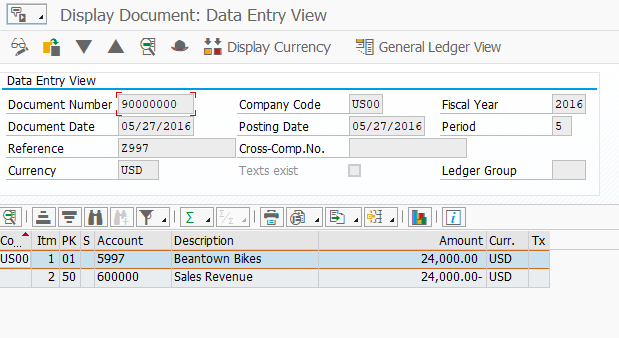 Display Document: Data Entry View
Display Currency General Ledger View
Data Entry View
Document Number 90000000 Company Code US00 Fiscal Year 2016
Document Date 05/27/2016 Posting Date 05/27/2016 Period 5
Reference Z997 Cross-Comp.No.
Currency USD Texts exist Ledger Group
Co... Itm PK S Account Description Amount Curr. Tx
US00 1 01 5997 Beantown Bikes 24,000.00 USD
2 50 600000 Sales Revenue 24,000.00- USD